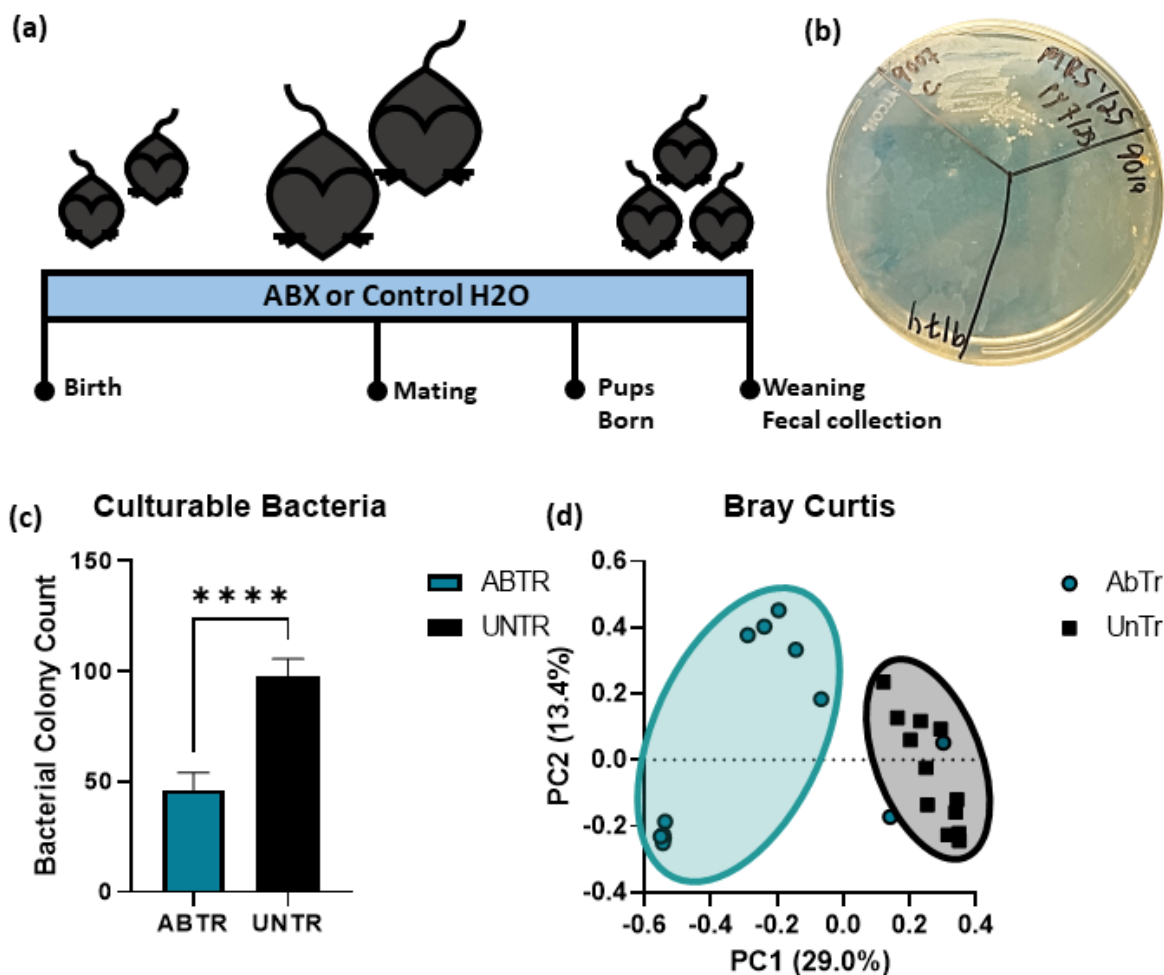 (a)
ABX or Control H2O
Birth
Mating
Pups
Born
Weaning
Fecal collection
(b)
MRS 1/25
9019
(c)
Culturable Bacteria
Bacterial Colony Count
150
100
50
0
****
ABTR
UNTR
ABTR
UNTR
(d)
Bray Curtis
PC2 (13.4%)
0.6
0.4
0.2
0.0
-0.2
-0.4
-0.6
-0.4
-0.2
0.0
0.2
0.4
PC1 (29.0%)
AbTr
UnTr